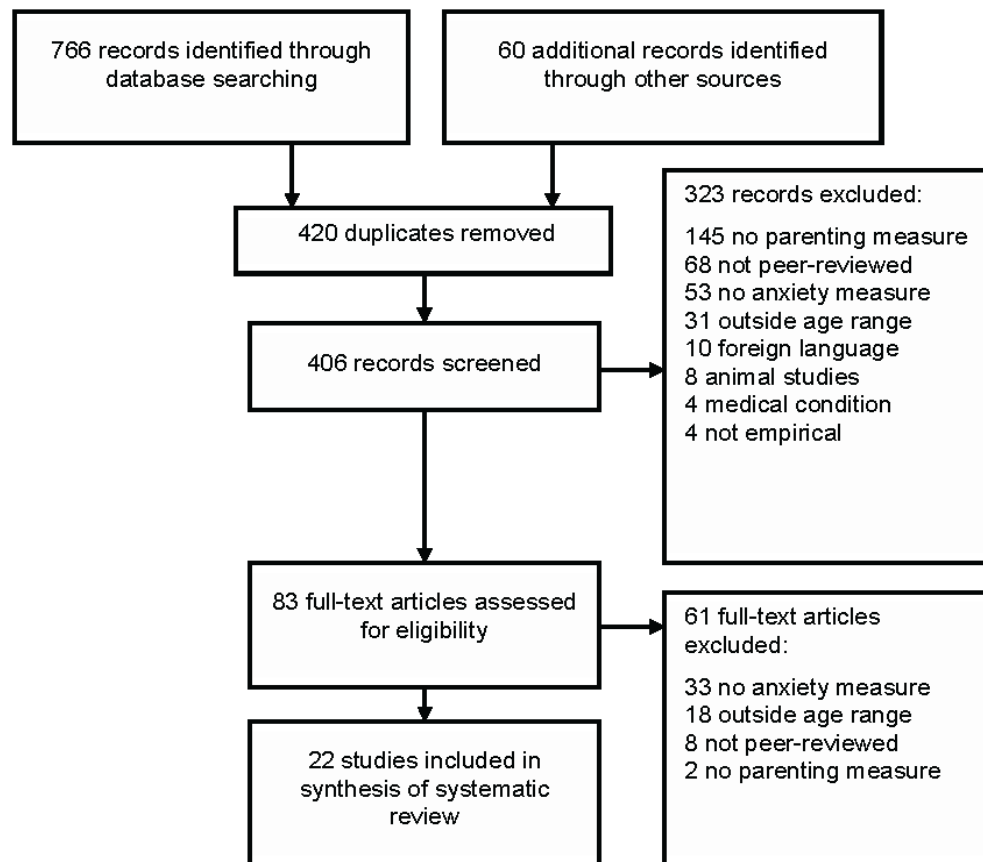 766 records identified through
database searching
60 additional records identified
through other sources
420 duplicates removed
323 records excluded:
145 no parenting measure
68 not peer-reviewed
53 no anxiety measure
31 outside age range
10 foreign language
8 animal studies
4 medical condition
4 not empirical
406 records screened
83 full-text articles assessed
for eligibility
61 full-text articles
excluded:
33 no anxiety measure
18 outside age range
8 not peer-reviewed
2 no parenting measure
22 studies included in
synthesis of systematic
review